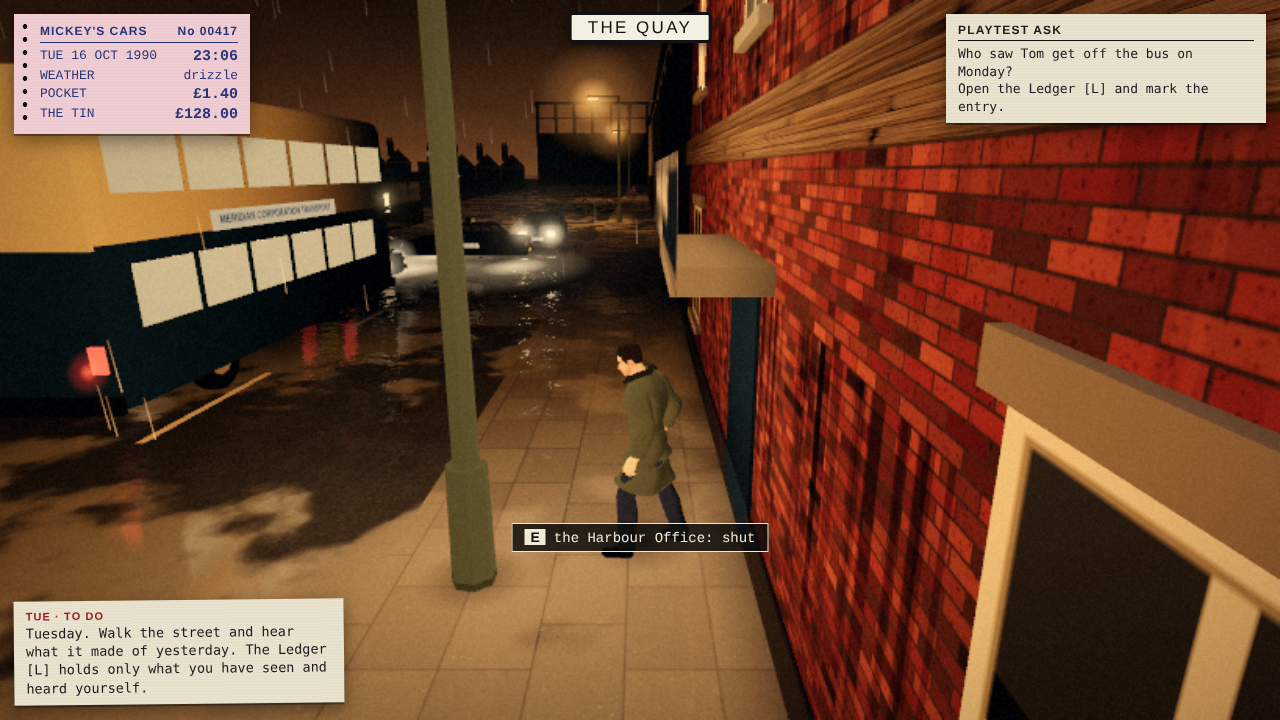 MICKEY'S CARS No 00417
TUE 16 OCT 1990 23:06
WEATHER drizzle
POCKET £1.40
THE TIN £128.00
THE QUAY
PLAYTEST ASK
Who saw Tom get off the bus on
Monday?
Open the Ledger [L] and mark the
entry.
MERIDIAN CORPORATION TRANSPORT
1
E the Harbour Office: shut
TUE · TO DO
Tuesday. Walk the street and hear
what it made of yesterday. The Ledger
[L] holds only what you have seen and
heard yourself.